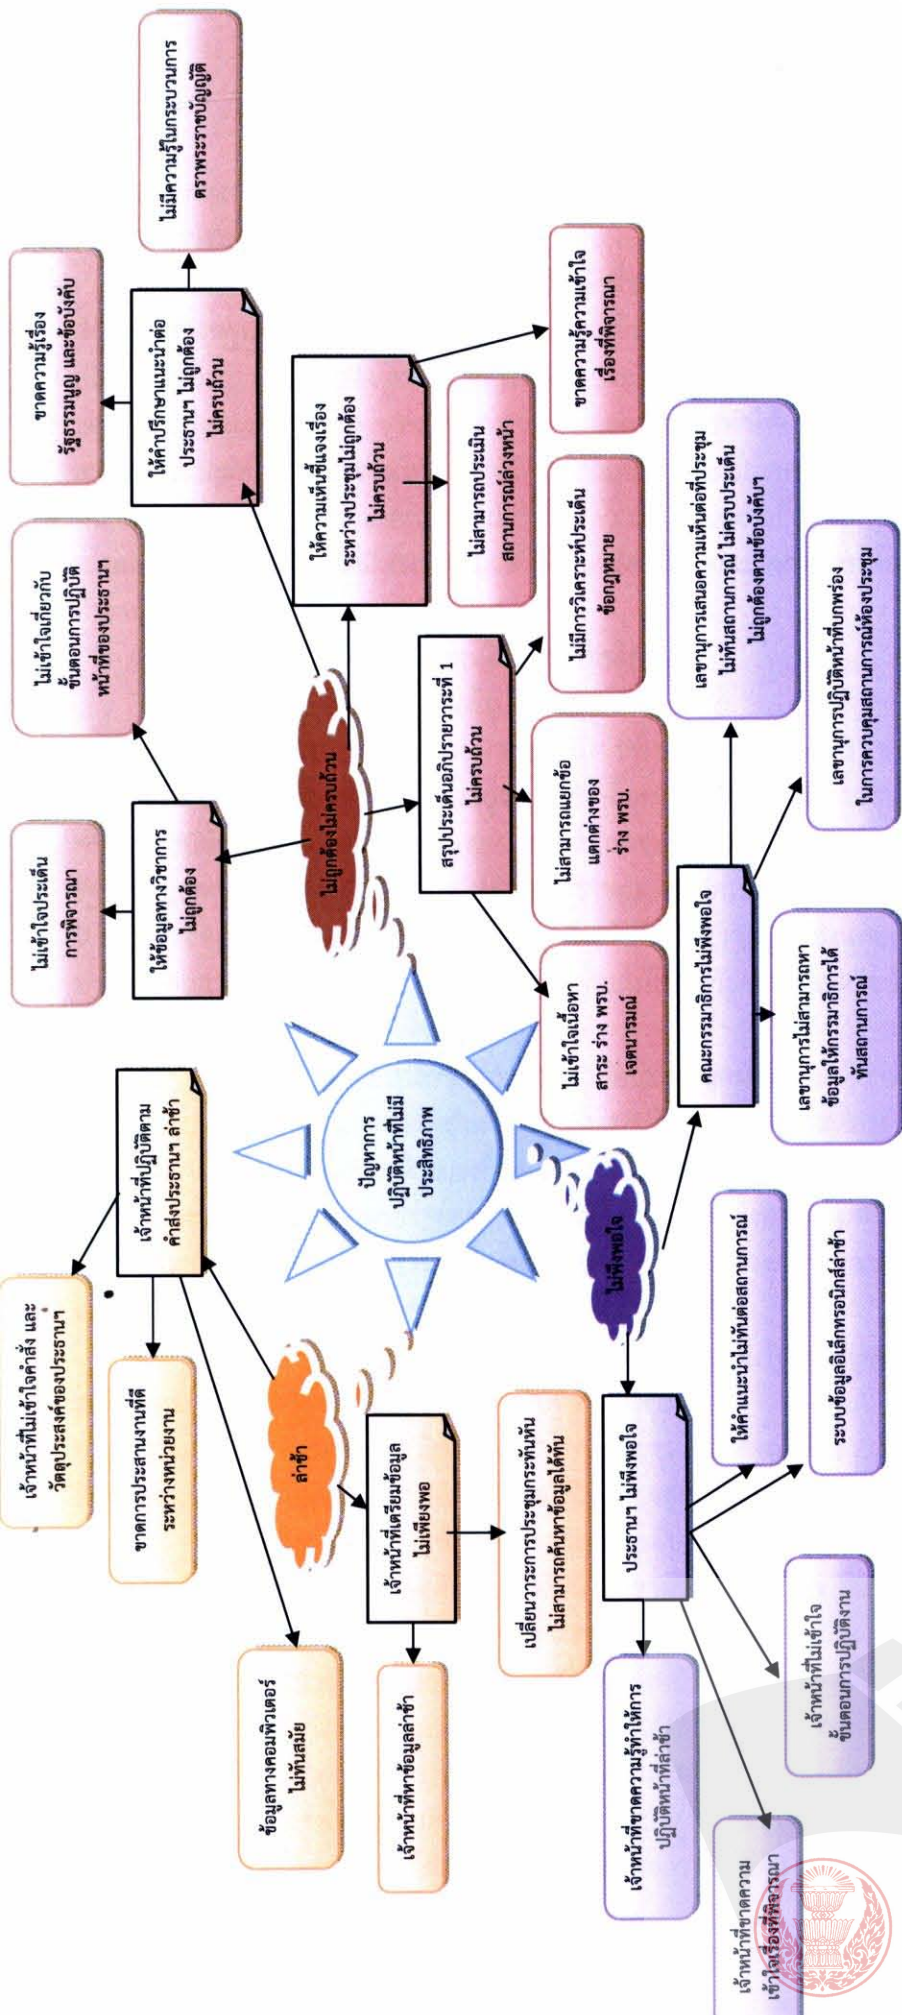 ปัญหาการ
ปฏิบัติหน้าที่ไม่มี
ประสิทธิภาพ
ล่าช้า
เจ้าหน้าที่ปฏิบัติตาม
คำสั่งประธานฯ ล่าช้า
เจ้าหน้าที่ไม่เข้าใจคำสั่ง และ
วัตถุประสงค์ของประธานฯ
ขาดการประสานงานที่ดี
ระหว่างหน่วยงาน
ข้อมูลทางคอมพิวเตอร์
ไม่ทันสมัย
เจ้าหน้าที่เตรียมข้อมูล
ไม่เพียงพอ
เจ้าหน้าที่หาข้อมูลล่าช้า
เปลี่ยนวาระการประชุมกระทันหัน
ไม่สามารถค้นหาข้อมูลได้ทัน
ไม่ถูกต้องไม่ครบถ้วน
ให้ข้อมูลทางวิชาการ
ไม่ถูกต้อง
ไม่เข้าใจประเด็น
การพิจารณา
ไม่เข้าใจเกี่ยวกับ
ขั้นตอนการปฏิบัติ
หน้าที่ของประธานฯ
ให้คำปรึกษาแนะนำต่อ
ประธานฯ ไม่ถูกต้อง
ไม่ครบถ้วน
ขาดความรู้เรื่อง
รัฐธรรมนูญ และข้อบังคับ
ไม่มีความรู้ในกระบวนการ
ตราพระราชบัญญัติ
ให้ความเห็นชี้แจงเรื่อง
ระหว่างประชุมไม่ถูกต้อง
ไม่ครบถ้วน
ไม่สามารถประเมิน
สถานการณ์ล่วงหน้า
ขาดความรู้ความเข้าใจ
เรื่องที่พิจารณา
สรุปประเด็นอภิปรายวาระที่ 1
ไม่ครบถ้วน
ไม่เข้าใจเนื้อหา
สาระ ร่าง พรบ.
เจตนารมณ์
ไม่สามารถแยกข้อ
แตกต่างของ
ร่าง พรบ.
ไม่มีการวิเคราะห์ประเด็น
ข้อกฎหมาย
ไม่พึงพอใจ
คณะกรรมาธิการไม่พึงพอใจ
เลขานุการเสนอความเห็นต่อที่ประชุม
ไม่ทันสถานการณ์ ไม่ครบประเด็น
ไม่ถูกต้องตามข้อบังคับฯ
เลขานุการปฏิบัติหน้าที่บกพร่อง
ในการควบคุมสถานการณ์ห้องประชุม
เลขานุการไม่สามารถหา
ข้อมูลให้กรรมาธิการได้
ทันสถานการณ์
ประธานฯ ไม่พึงพอใจ
ให้คำแนะนำไม่ทันต่อสถานการณ์
ระบบข้อมูลอิเล็กทรอนิกส์ล่าช้า
เจ้าหน้าที่ไม่เข้าใจ
ขั้นตอนการปฏิบัติงาน
เจ้าหน้าที่ขาดความ
เข้าใจเรื่องที่พิจารณา
เจ้าหน้าที่ขาดความรู้ทำให้การ
ปฏิบัติหน้าที่ล่าช้า